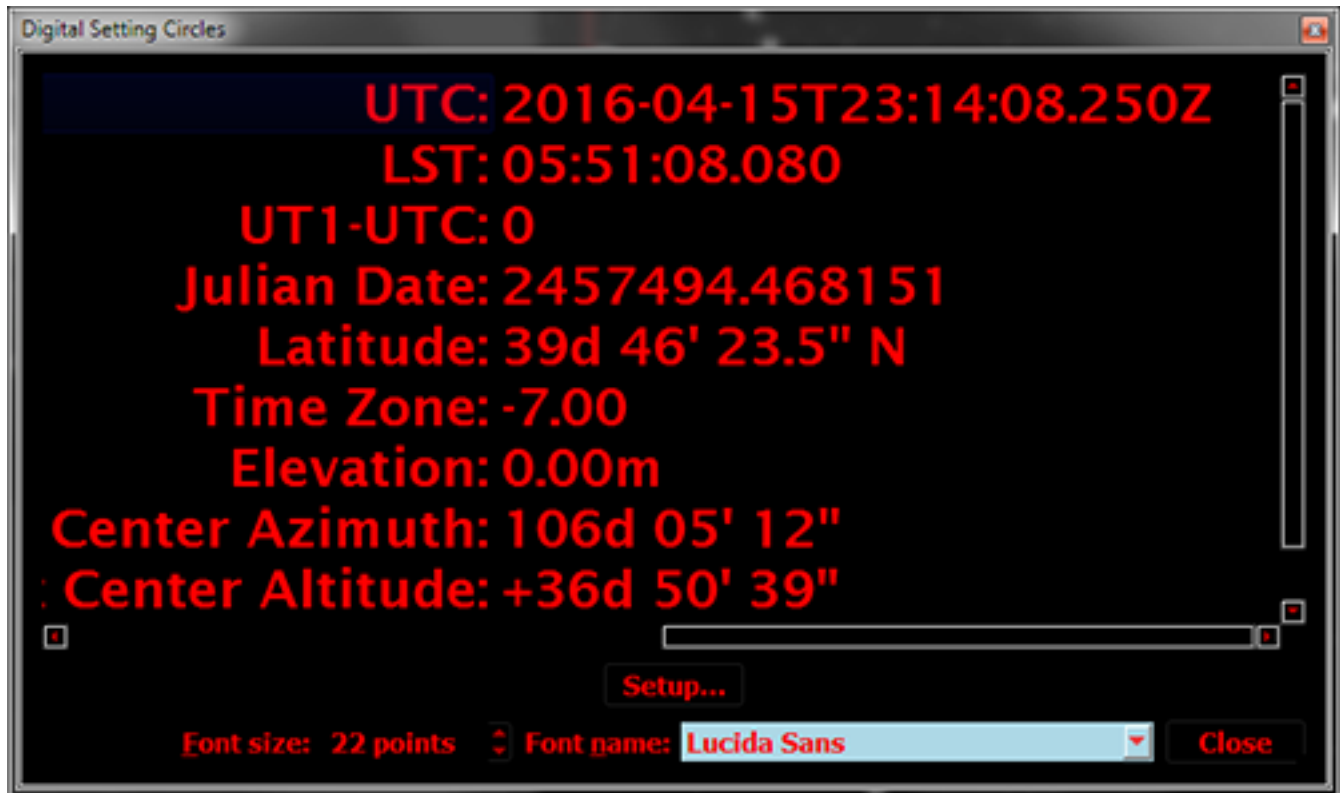 Digital Setting Circles
UTC: 2016-04-15T23:14:08.250Z
LST: 05:51:08.080
UT1-UTC: 0
Julian Date: 2457494.468151
Latitude: 39d 46' 23.5" N
Time Zone: -7.00
Elevation: 0.00m
Center Azimuth: 106d 05' 12"
: Center Altitude: +36d 50' 39"
Setup...
Font size: 22 points Font name: Lucida Sans Close